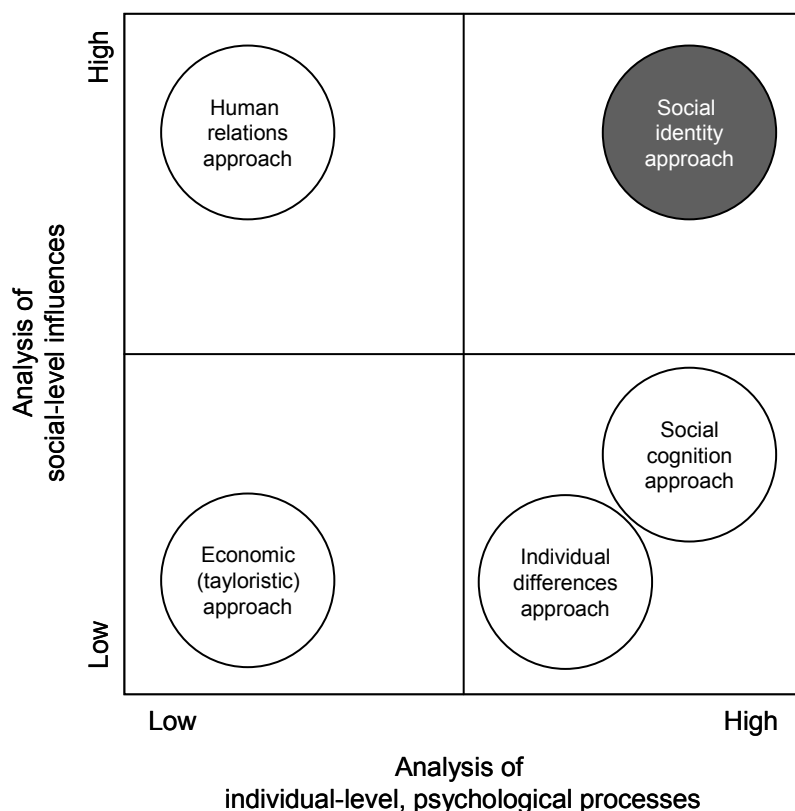 High
Human
relations
approach
Social
identity
approach
Analysis of
social-level influences
Social
cognition
approach
Economic
(tayloristic)
approach
Individual
differences
approach
Low
Low
High
Analysis of
individual-level, psychological processes